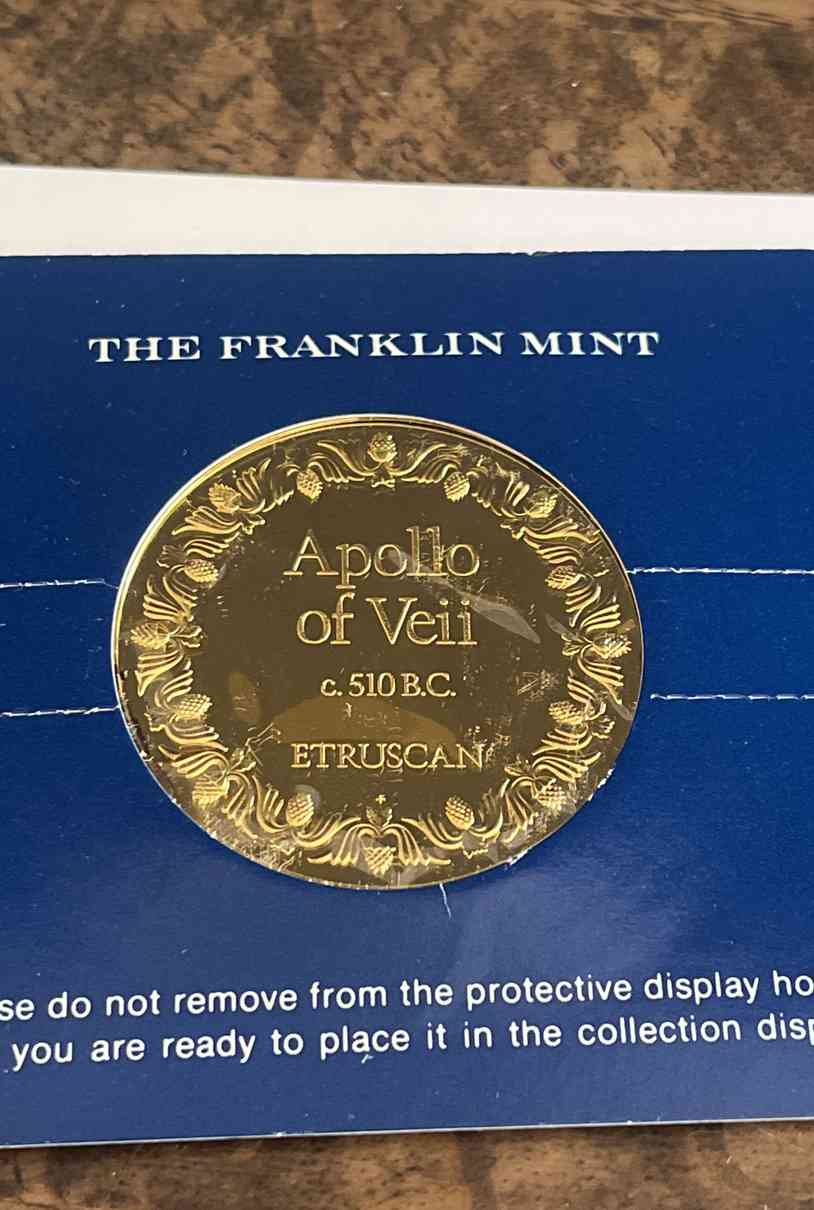 THE FRANKLIN MINT
Apollo
of Veii
c. 510 B.C.
ETRUSCAN
se do not remove from the protective display ho
you are ready to place it in the collection disp